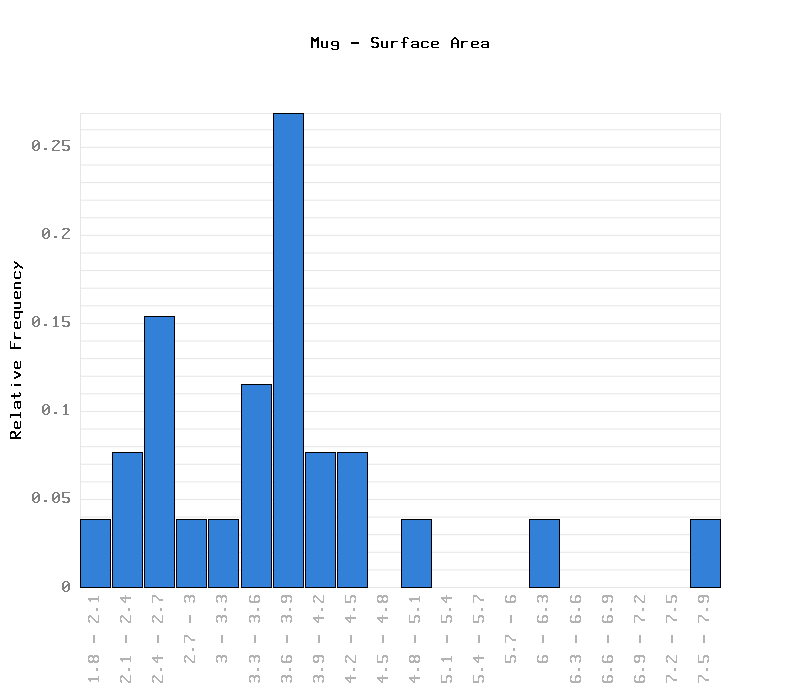 Mug - Surface Area
Relative Frequency
0.25
0.2
0.15
0.1
0.05
0
1.8 - 2.1
2.1 - 2.4
2.4 - 2.7
2.7 - 3
3 - 3.3
3.3 - 3.6
3.6 - 3.9
3.9 - 4.2
4.2 - 4.5
4.5 - 4.8
4.8 - 5.1
5.1 - 5.4
5.4 - 5.7
5.7 - 6
6 - 6.3
6.3 - 6.6
6.6 - 6.9
6.9 - 7.2
7.2 - 7.5
7.5 - 7.9